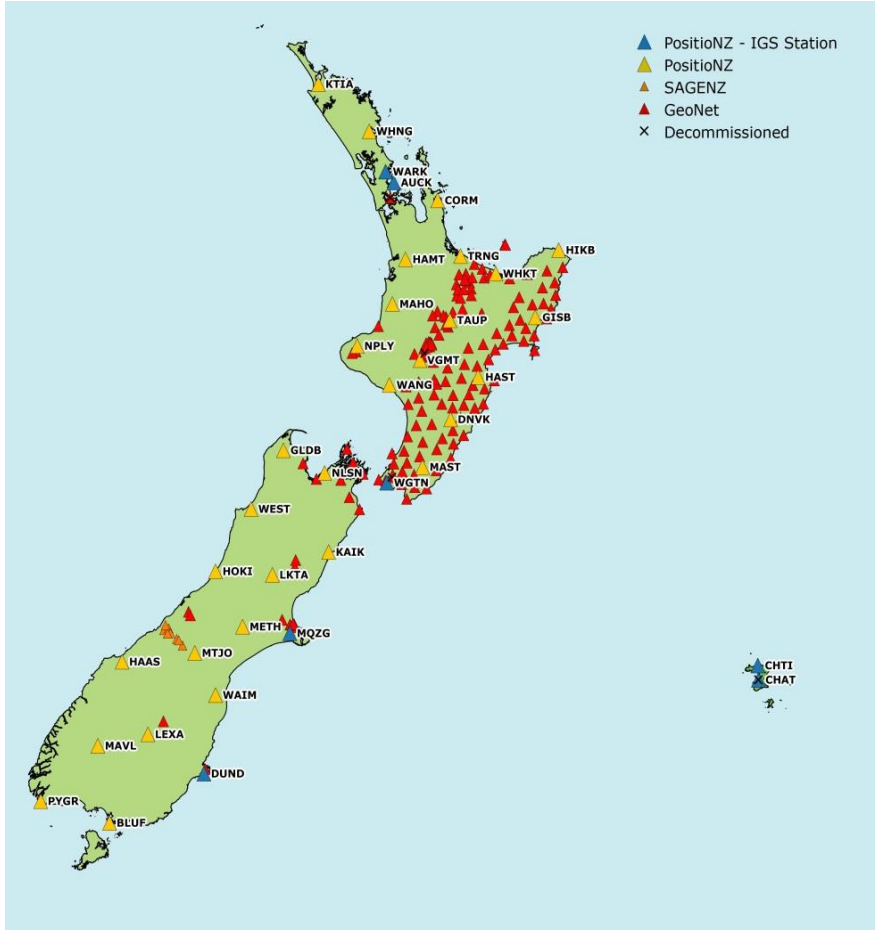 PositioNZ - IGS Station
PositioNZ
SAGENZ
GeoNet
Decommissioned
KTIA
WHNG
WARK
AUCK
CORM
HIKB
TRNG
HAMT
WHKT
MAHO
GISB
TAUP
NPLY
VGMT
HAST
WANG
DNVK
GLDB
MAST
NLSN
WGTN
WEST
KAIK
HOKI
LKTA
METH
MQZG
MTJO
HAAS
CHTI
CHAT
WAIM
LEXA
MAVL
DUND
PYGR
BLUF